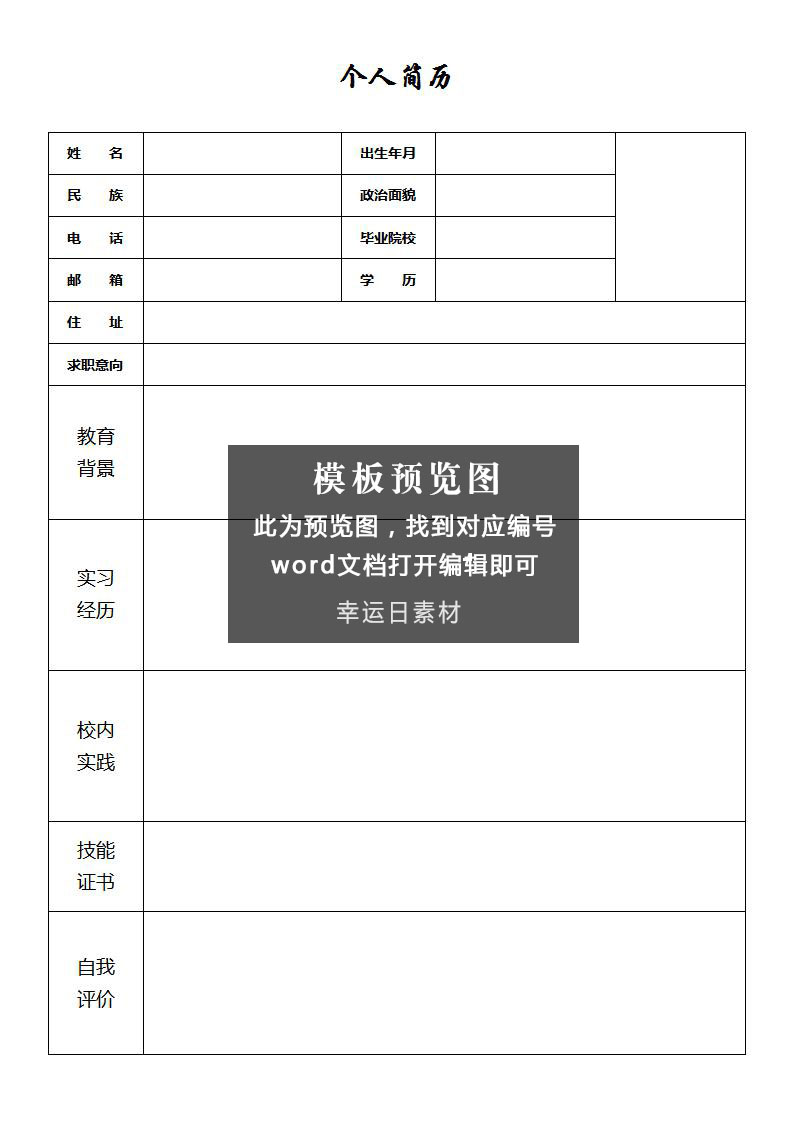 个人简历
姓 名 出生年月
民 族 政治面貌
电 话 毕业院校
邮 箱 学 历
住 址
求职意向
教育
背景
模板预览图
此为预览图，找到对应编号
word文档打开编辑即可
幸运日素材
实习
经历
校内
实践
技能
证书
自我
评价